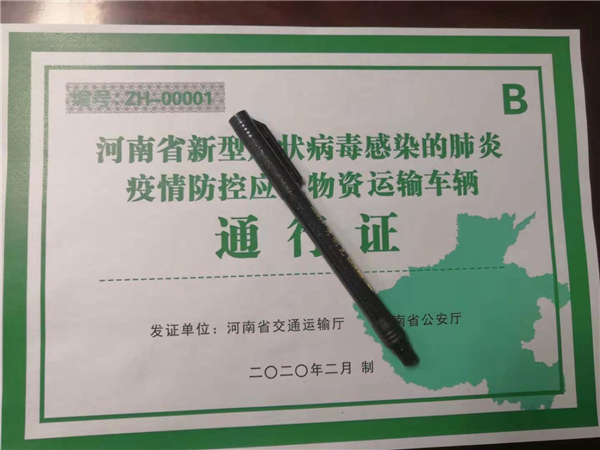 编号 ZH-00001
B
河南省新型 状病毒感染的肺炎
疫情防控应 物资运输车辆
通行证
发证单位：河南省交通运输厅 南省公安厅
二〇二〇年二月 制